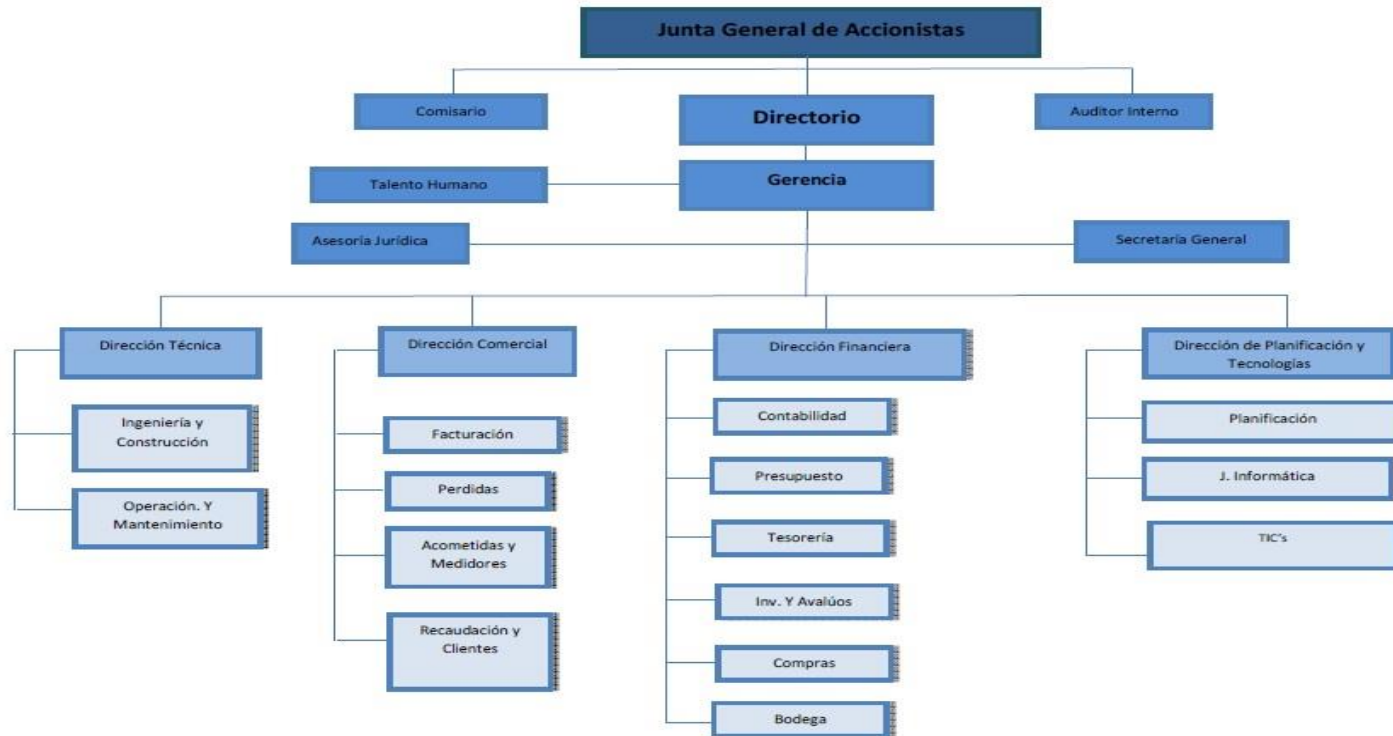 Junta General de Accionistas
Comisario
Directorio
Auditor Interno
Talento Humano
Gerencia
Asesoría Jurídica
Secretaría General
Dirección Técnica
Ingeniería y
Construcción
Operación. Y
Mantenimiento
Dirección Comercial
Facturación
Perdidas
Acometidas y
Medidores
Recaudación y
Clientes
Dirección Financiera
Contabilidad
Presupuesto
Tesorería
Inv. Y Avalúos
Compras
Bodega
Dirección de Planificación y
Tecnologías
Planificación
J. Informática
TIC's